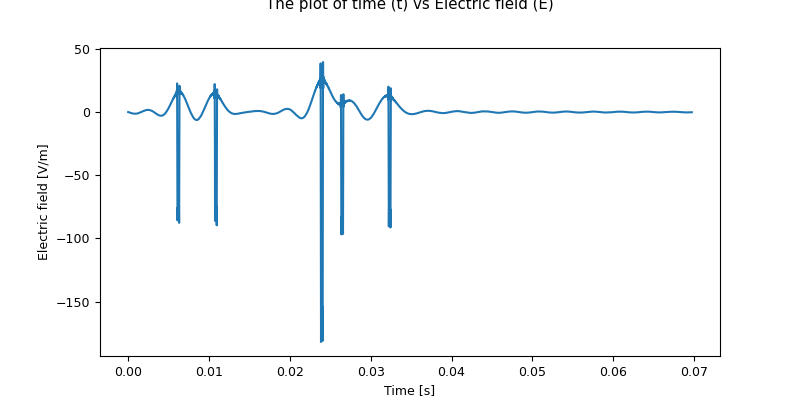 The plot of time (t) vs Electric field (E)
50
0
−50
−100
−150
Electric field [V/m]
0.00 0.01 0.02 0.03 0.04 0.05 0.06 0.07
Time [s]